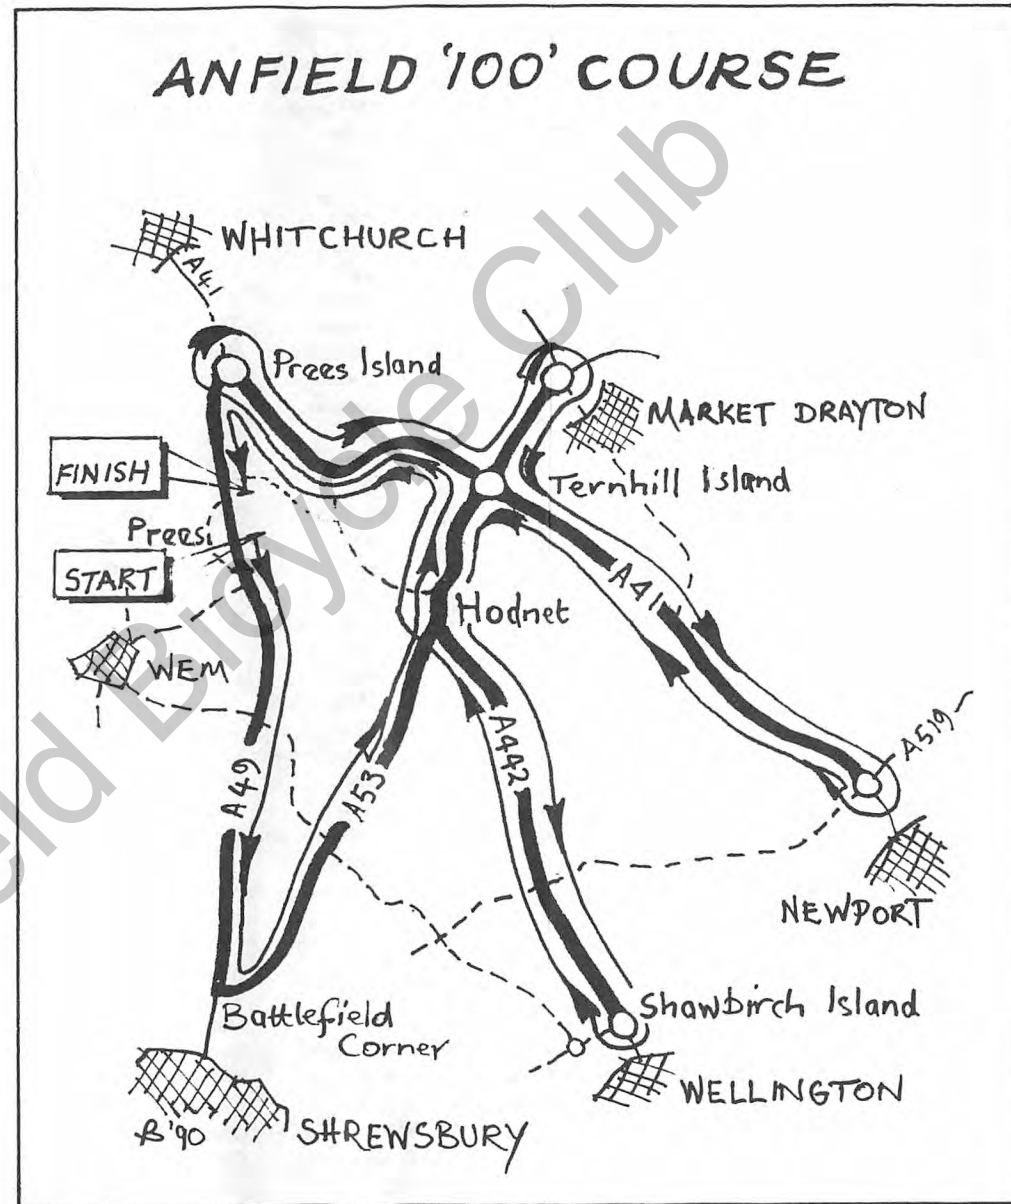 ANFIELD '100' COURSE
WHITCHURCH
A41
Prees Island
MARKET DRAYTON
FINISH
Ternhill Island
Prees
START
A41
Hodnet
WEM
A519
A49
A53
A442
NEWPORT
Battlefield
Corner
Shawbirch Island
WELLINGTON
SHREWSBURY
'90
eld Bicycle Club